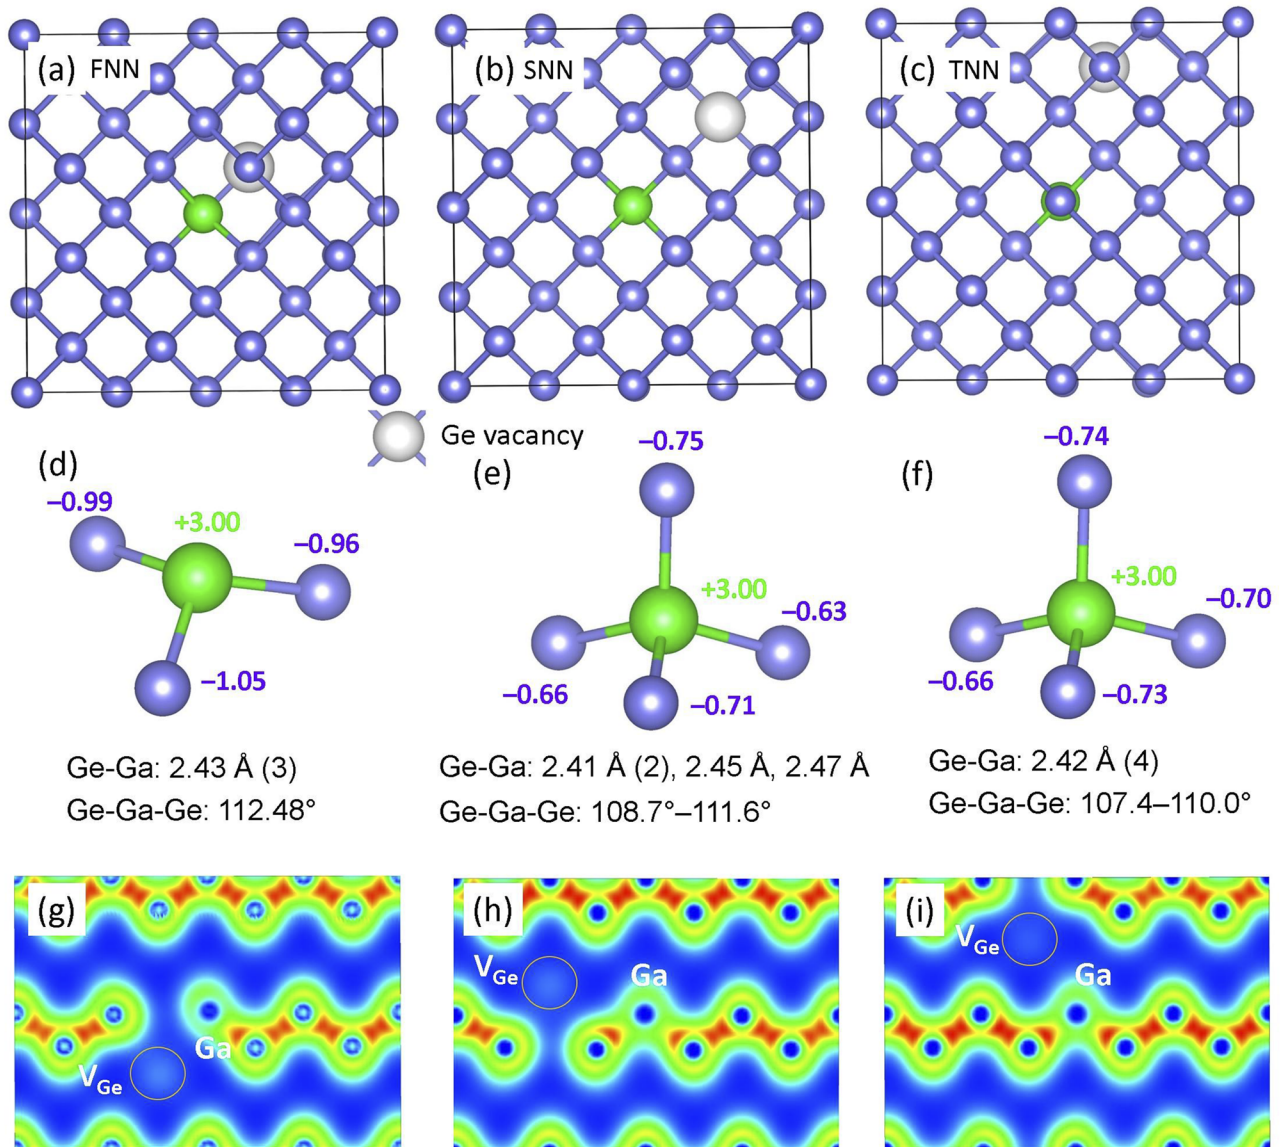 (a) FNN
(b) SNN
(c) TNN
Ge vacancy
(d)
−0.99
+3.00
−0.96
−1.05
Ge-Ga: 2.43 Å (3)
Ge-Ga-Ge: 112.48°
(e)
−0.75
+3.00
−0.63
−0.66
−0.71
Ge-Ga: 2.41 Å (2), 2.45 Å, 2.47 Å
Ge-Ga-Ge: 108.7°–111.6°
(f)
−0.74
+3.00
−0.70
−0.66
−0.73
Ge-Ga: 2.42 Å (4)
Ge-Ga-Ge: 107.4–110.0°
(g)
Ga
VGe
(h)
VGe
Ga
(i)
VGe
Ga